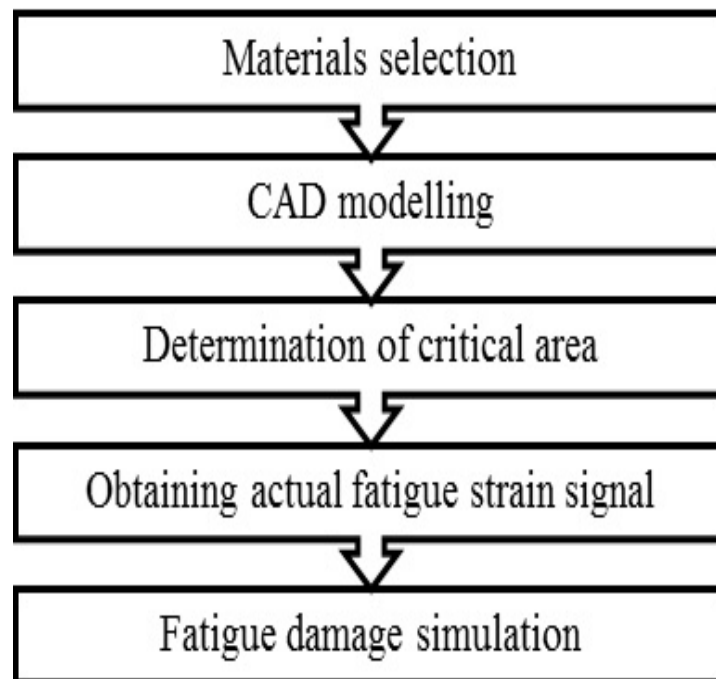 Materials selection
CAD modelling
Determination of critical area
Obtaining actual fatigue strain signal
Fatigue damage simulation